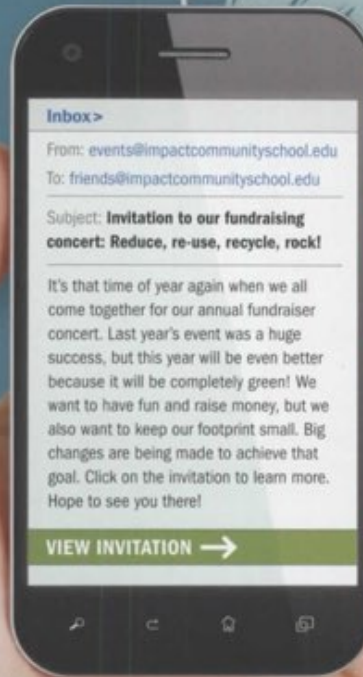 Inbox>
From: events@impactcommunityschool.edu
To: friends@impactcommunityschool.edu
Subject: Invitation to our fundraising
concert: Reduce, re-use, recycle, rock!
It's that time of year again when we all
come together for our annual fundraiser
concert. Last year's event was a huge
success, but this year will be even better
because it will be completely green! We
want to have fun and raise money, but we
also want to keep our footprint small. Big
changes are being made to achieve that
goal. Click on the invitation to learn more.
Hope to see you there!
VIEW INVITATION →